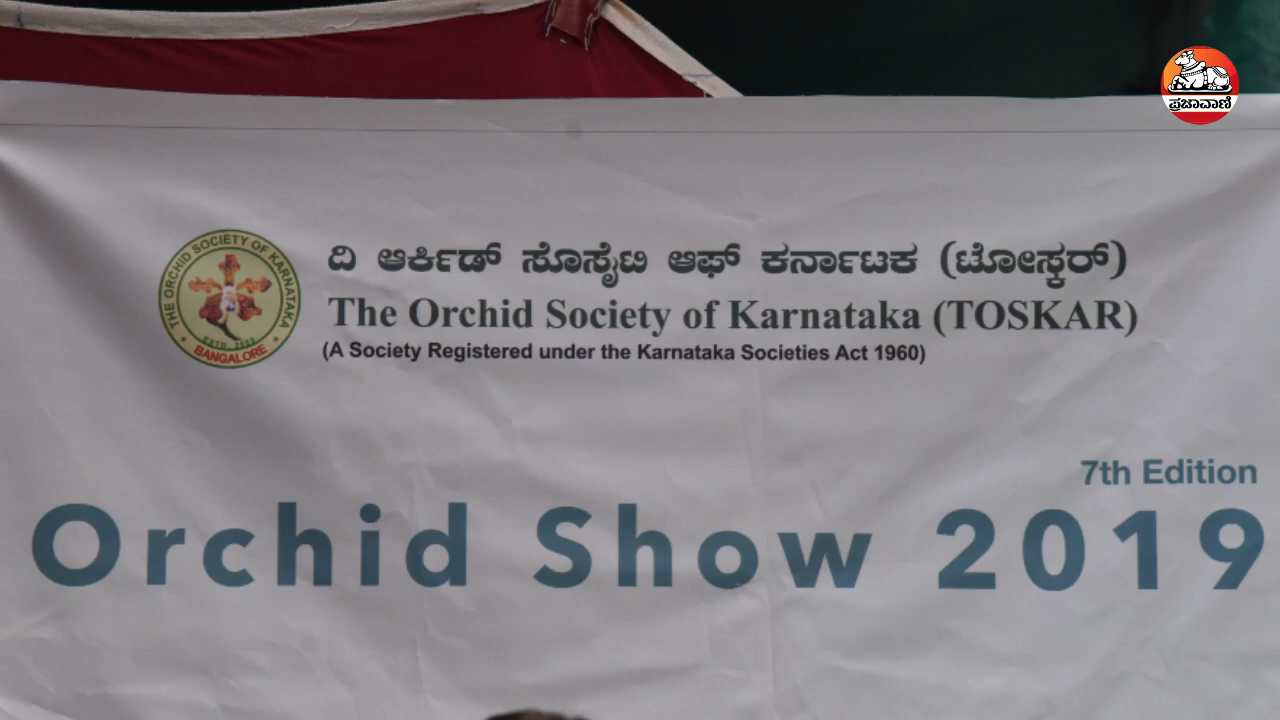 ಪ್ರಜಾವಾಣಿ
ದಿ ಆರ್ಕಿಡ್ ಸೊಸೈಟಿ ಆಫ್ ಕರ್ನಾಟಕ (ಟೋಸ್ಕರ್)
The Orchid Society of Karnataka (TOSKAR)
(A Society Registered under the Karnataka Societies Act 1960)
THE ORCHID SOCIETY OF KARNATAKA
ESTD.
BANGALORE
7th Edition
Orchid Show 2019